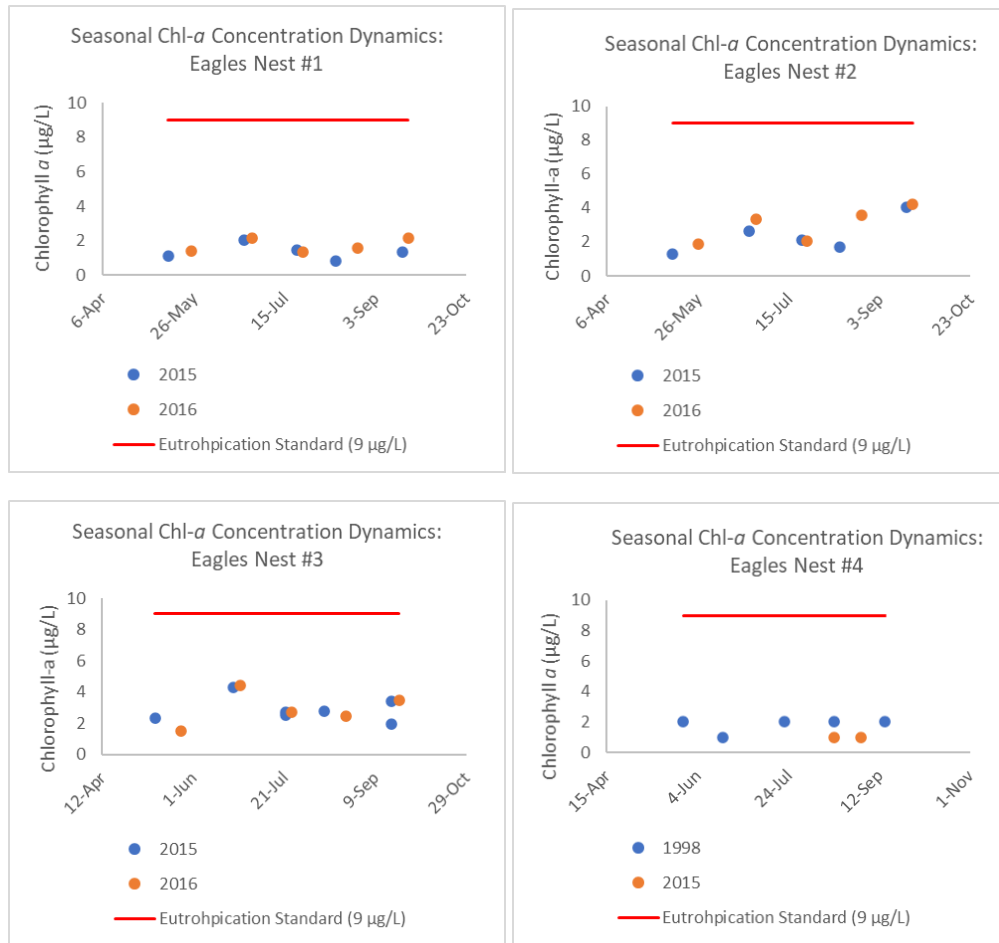 Seasonal Chl-a Concentration Dynamics:
Eagles Nest #1
Chlorophyll a (µg/L)
10
8
6
4
2
0
6-Apr
26-May
15-Jul
3-Sep
23-Oct
2015
2016
Eutrohpication Standard (9 µg/L)
Seasonal Chl-a Concentration Dynamics:
Eagles Nest #2
Chlorophyll-a (µg/L)
10
8
6
4
2
0
6-Apr
26-May
15-Jul
3-Sep
23-Oct
2015
2016
Eutrohpication Standard (9 µg/L)
Seasonal Chl-a Concentration Dynamics:
Eagles Nest #3
Chlorophyll-a (µg/L)
10
8
6
4
2
0
12-Apr
1-Jun
21-Jul
9-Sep
29-Oct
2015
2016
Eutrohpication Standard (9 µg/L)
Seasonal Chl-a Concentration Dynamics:
Eagles Nest #4
Chlorophyll a (µg/L)
10
8
6
4
2
0
15-Apr
4-Jun
24-Jul
12-Sep
1-Nov
1998
2015
Eutrohpication Standard (9 µg/L)